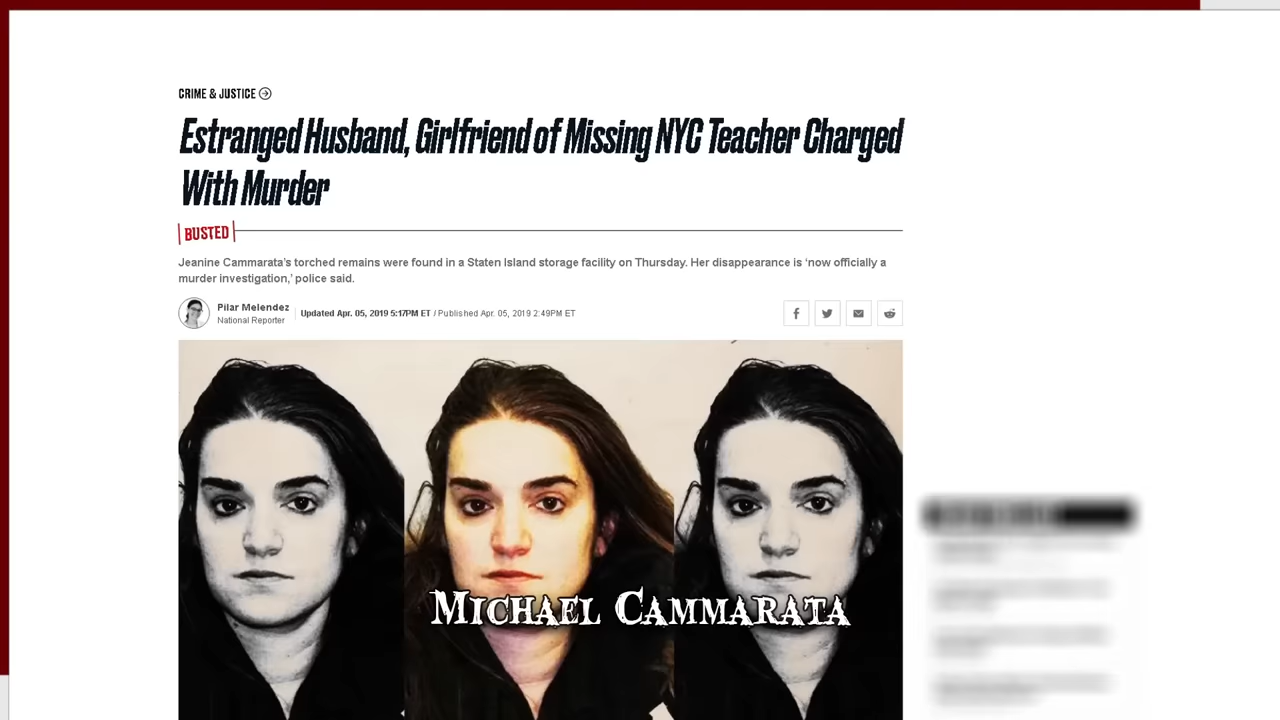 CRIME & JUSTICE
Estranged Husband, Girlfriend of Missing NYC Teacher Charged
With Murder
BUSTED
Jeanine Cammarata's torched remains were found in a Staten Island storage facility on Thursday. Her disappearance is 'now officially a
murder investigation,' police said.
Pilar Melendez
National Reporter
Updated Apr. 05, 2019 5:17PM ET / Published Apr. 05, 2019 2:49PM ET
MICHAEL CAMMARATA